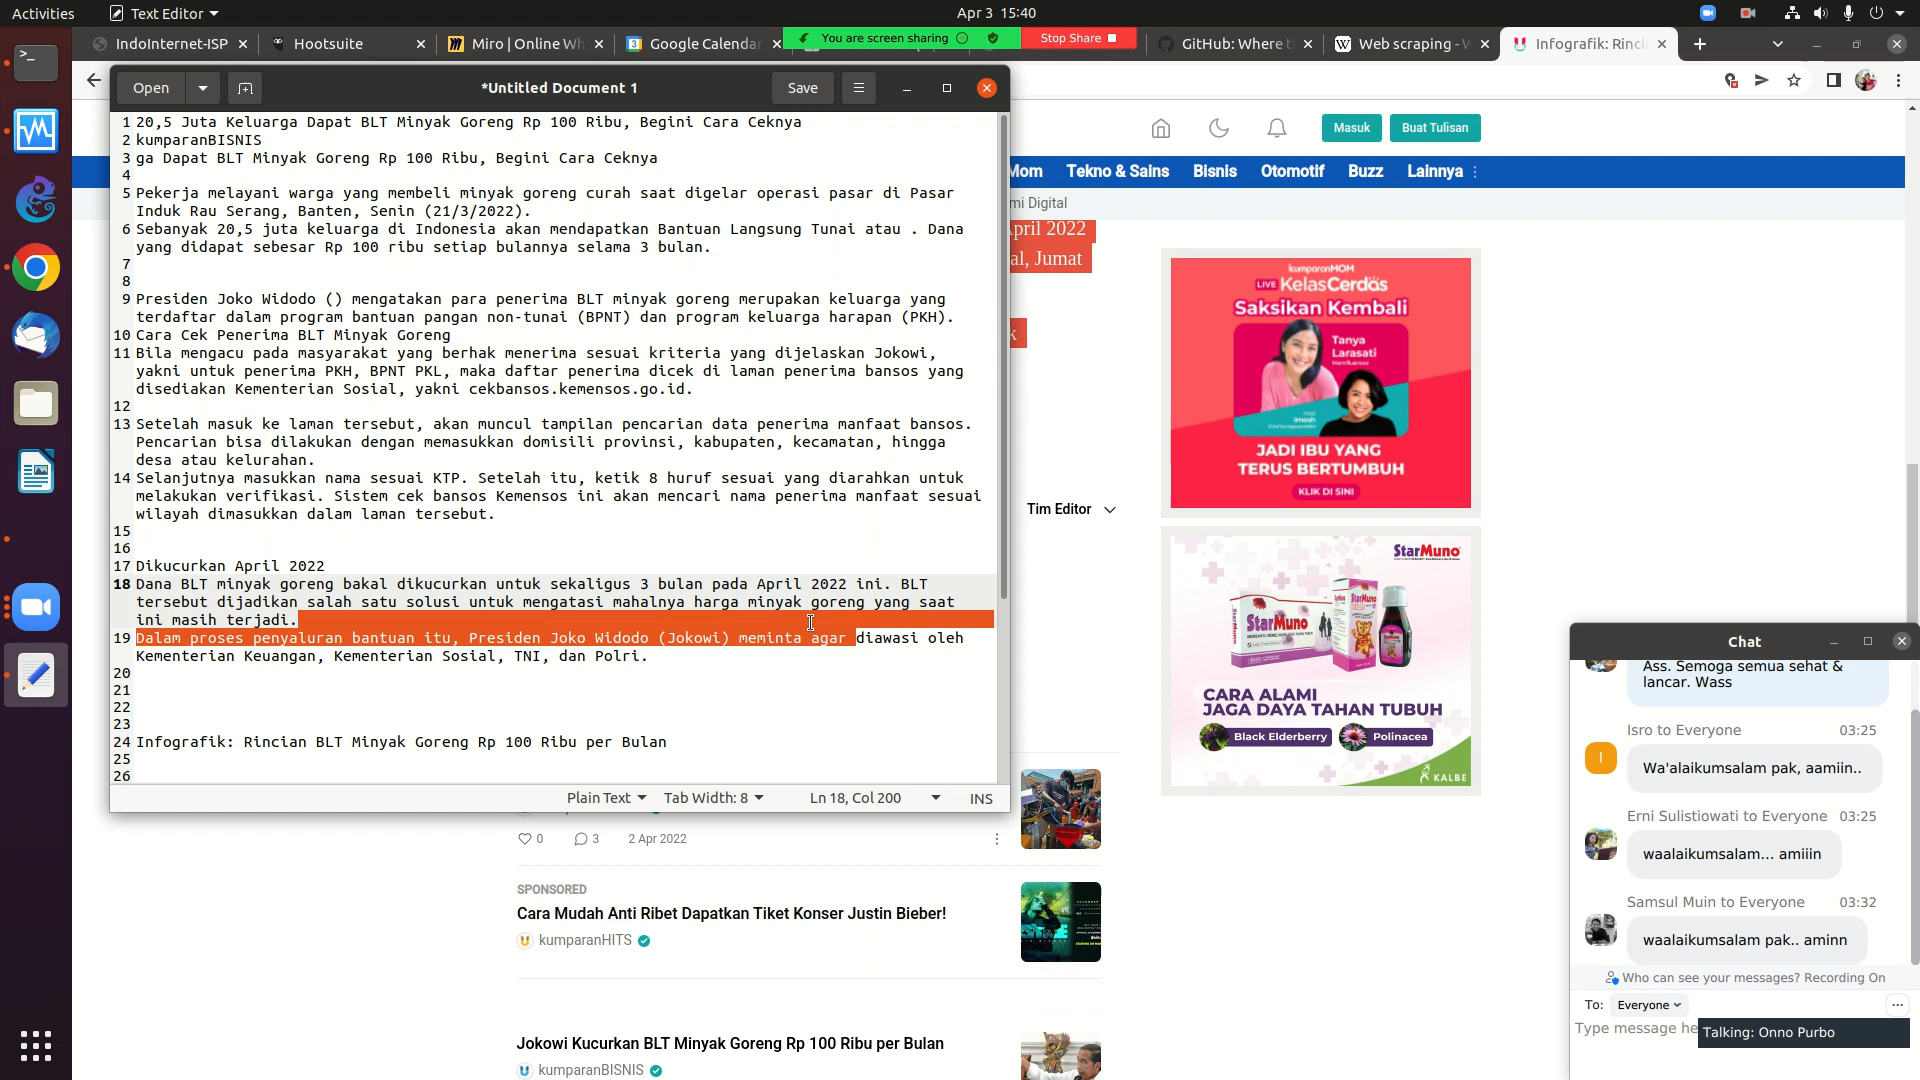 Activities
Text Editor
Apr 3  15:40
IndoInternet-ISP
Hootsuite
Miro | Online Wh
Google Calendar
You are screen sharing
Stop Share
GitHub: Where t
Web scraping - W
Infografik: Rincia
Open
*Untitled Document 1
Save
1 20,5 Juta Keluarga Dapat BLT Minyak Goreng Rp 100 Ribu, Begini Cara Ceknya
2 kumparanBISNIS
3 ga Dapat BLT Minyak Goreng Rp 100 Ribu, Begini Cara Ceknya
4
5 Pekerja melayani warga yang membeli minyak goreng curah saat digelar operasi pasar di Pasar
Induk Rau Serang, Banten, Senin (21/3/2022).
6 Sebanyak 20,5 juta keluarga di Indonesia akan mendapatkan Bantuan Langsung Tunai atau . Dana
yang didapat sebesar Rp 100 ribu setiap bulannya selama 3 bulan.
7
8
9 Presiden Joko Widodo () mengatakan para penerima BLT minyak goreng merupakan keluarga yang
terdaftar dalam program bantuan pangan non-tunai (BPNT) dan program keluarga harapan (PKH).
10 Cara Cek Penerima BLT Minyak Goreng
11 Bila mengacu pada masyarakat yang berhak menerima sesuai kriteria yang dijelaskan Jokowi,
yakni untuk penerima PKH, BPNT PKL, maka daftar penerima dicek di laman penerima bansos yang
disediakan Kementerian Sosial, yakni cekbansos.kemensos.go.id.
12
13 Setelah masuk ke laman tersebut, akan muncul tampilan pencarian data penerima manfaat bansos.
Pencarian bisa dilakukan dengan memasukkan domisili provinsi, kabupaten, kecamatan, hingga
desa atau kelurahan.
14 Selanjutnya masukkan nama sesuai KTP. Setelah itu, ketik 8 huruf sesuai yang diarahkan untuk
melakukan verifikasi. Sistem cek bansos Kemensos ini akan mencari nama penerima manfaat sesuai
wilayah dimasukkan dalam laman tersebut.
15
16
17 Dikucurkan April 2022
18 Dana BLT minyak goreng bakal dikucurkan untuk sekaligus 3 bulan pada April 2022 ini. BLT
tersebut dijadikan salah satu solusi untuk mengatasi mahalnya harga minyak goreng yang saat
ini masih terjadi.
19 Dalam proses penyaluran bantuan itu, Presiden Joko Widodo (Jokowi) meminta agar diawasi oleh
Kementerian Keuangan, Kementerian Sosial, TNI, dan Polri.
20
21
22
23
24 Infografik: Rincian BLT Minyak Goreng Rp 100 Ribu per Bulan
25
26
Plain Text
Tab Width: 8
Ln 18, Col 200
INS
Masuk
Buat Tulisan
Mom
Tekno & Sains
Bisnis
Otomotif
Buzz
Lainnya
mi Digital
April 2022
al, Jumat
k
Tim Editor
kumparanMOM
LIVE KelasCerdas
Saksikan Kembali
Tanya
Larasati
Host
JADI IBU YANG
TERUS BERTUMBUH
KLIK DI SINI
StarMuno
StarMuno
StarMuno
CARA ALAMI
JAGA DAYA TAHAN TUBUH
Black Elderberry
Polinacea
KALBE
0
3
2 Apr 2022
SPONSORED
Cara Mudah Anti Ribet Dapatkan Tiket Konser Justin Bieber!
kumparanHITS
Jokowi Kucurkan BLT Minyak Goreng Rp 100 Ribu per Bulan
kumparanBISNIS
Chat
Ass. Semoga semua sehat &
lancar. Wass
Isro to Everyone 03:25
I
Wa'alaikumsalam pak, aamiin..
Erni Sulistiowati to Everyone 03:25
waalaikumsalam... amiiin
Samsul Muin to Everyone 03:32
waalaikumsalam pak.. aminn
Who can see your messages? Recording On
To: Everyone
Type message he
Talking: Onno Purbo